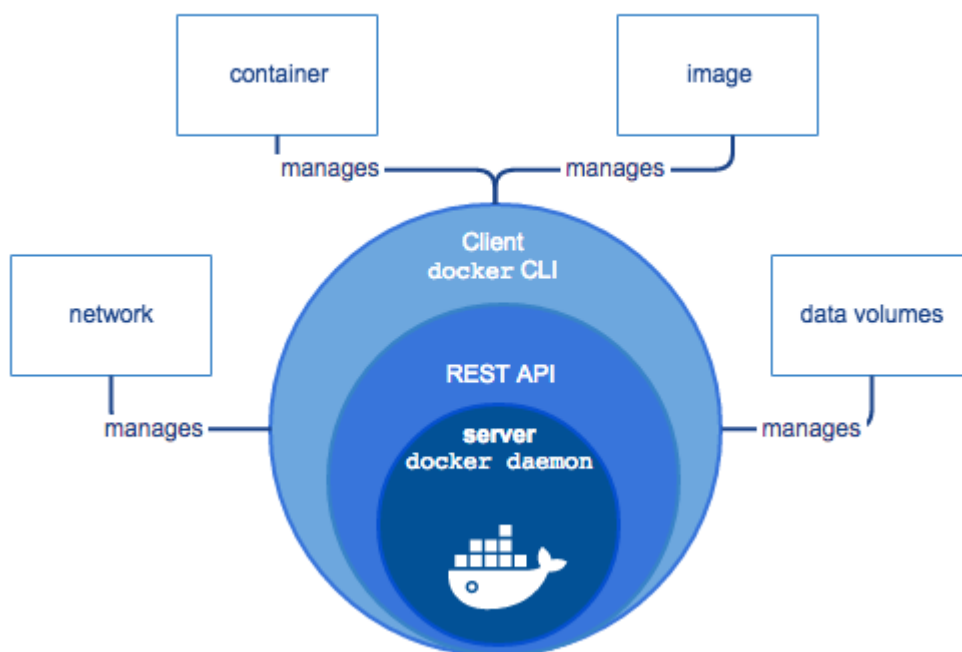 container
image
manages
manages
Client
docker CLI
network
data volumes
REST API
manages
manages
server
docker daemon